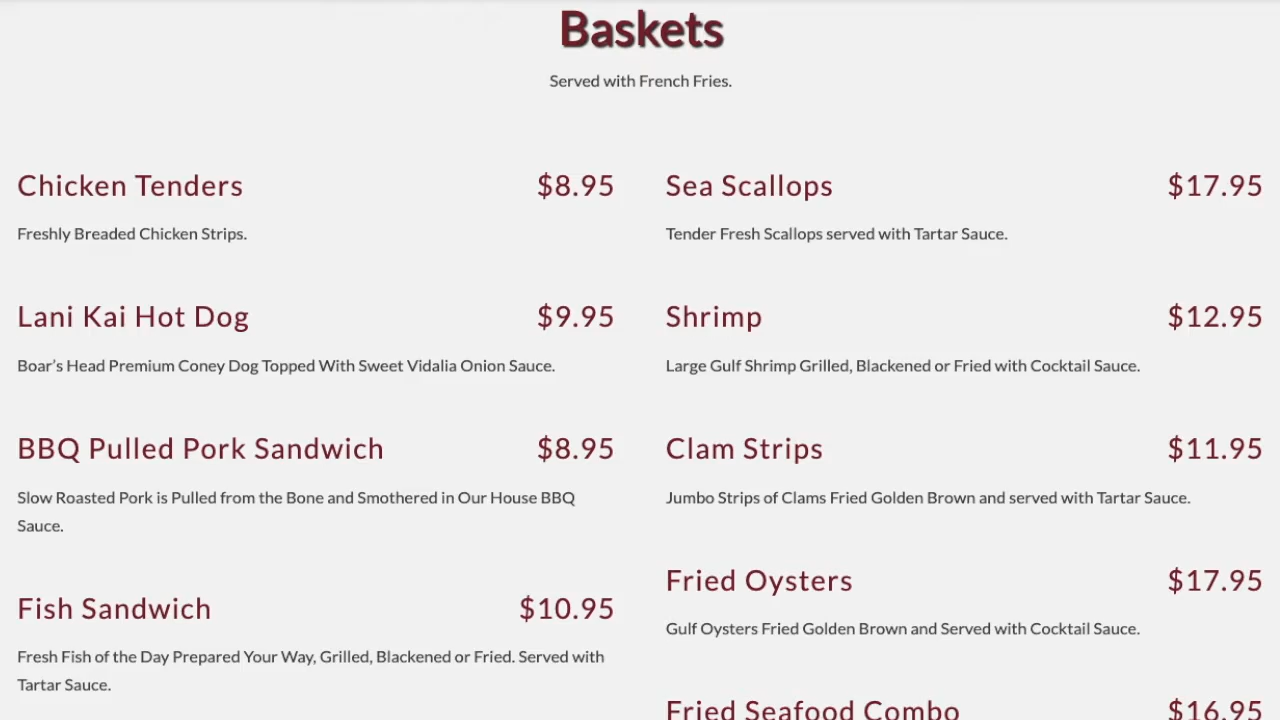 Baskets
Served with French Fries.
Chicken Tenders $8.95
Freshly Breaded Chicken Strips.
Lani Kai Hot Dog $9.95
Boar’s Head Premium Coney Dog Topped With Sweet Vidalia Onion Sauce.
BBQ Pulled Pork Sandwich $8.95
Slow Roasted Pork is Pulled from the Bone and Smothered in Our House BBQ
Sauce.
Fish Sandwich $10.95
Fresh Fish of the Day Prepared Your Way, Grilled, Blackened or Fried. Served with
Tartar Sauce.
Sea Scallops $17.95
Tender Fresh Scallops served with Tartar Sauce.
Shrimp $12.95
Large Gulf Shrimp Grilled, Blackened or Fried with Cocktail Sauce.
Clam Strips $11.95
Jumbo Strips of Clams Fried Golden Brown and served with Tartar Sauce.
Fried Oysters $17.95
Gulf Oysters Fried Golden Brown and Served with Cocktail Sauce.
Fried Seafood Combo $16.95